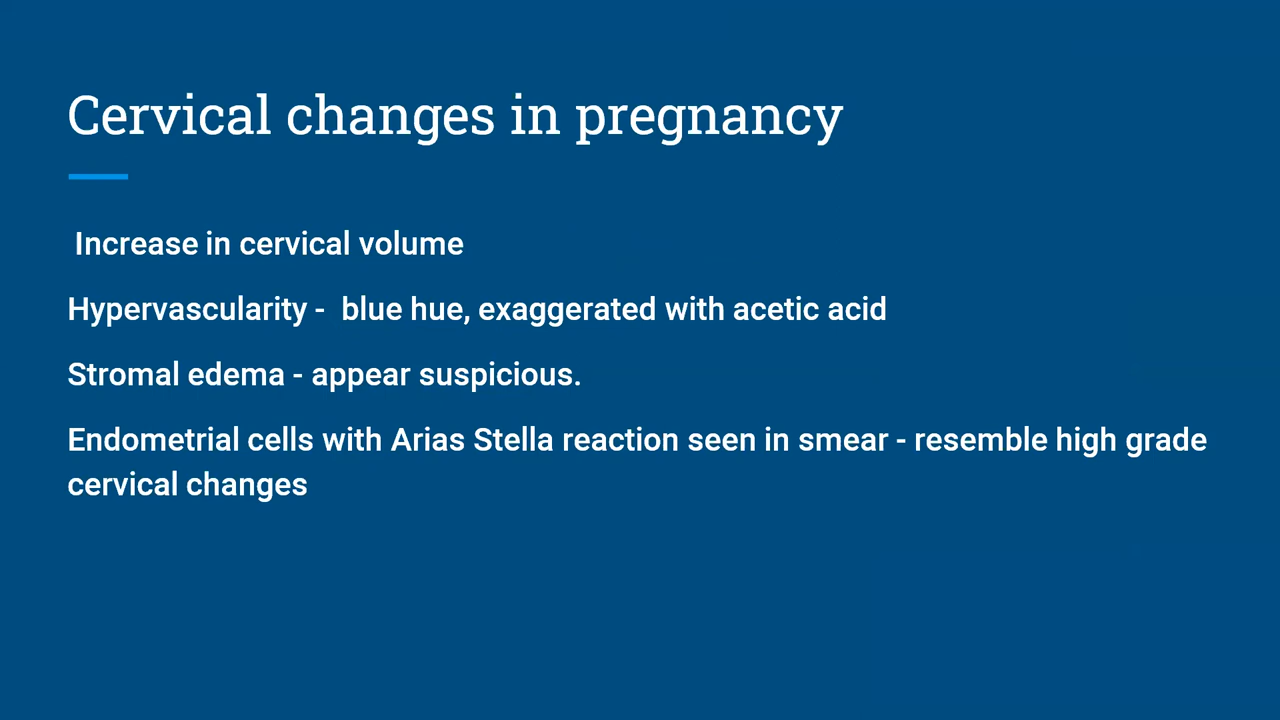 Cervical changes in pregnancy
Increase in cervical volume
Hypervascularity - blue hue, exaggerated with acetic acid
Stromal edema - appear suspicious.
Endometrial cells with Arias Stella reaction seen in smear - resemble high grade
cervical changes